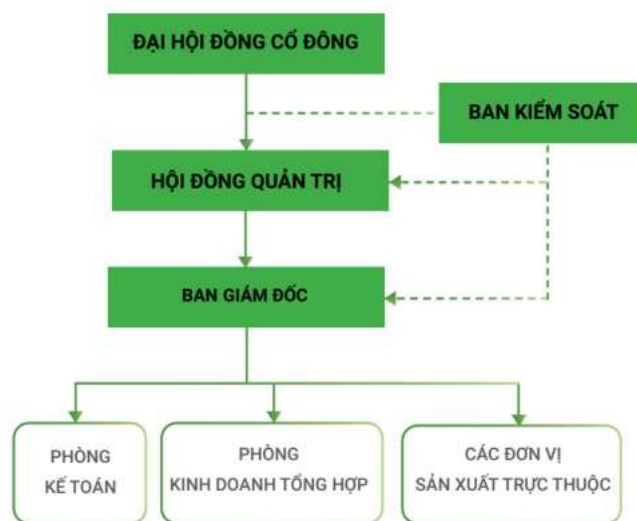 ĐẠI HỘI ĐỒNG CỔ ĐÔNG
BAN KIỂM SOÁT
HỘI ĐỒNG QUẢN TRỊ
BAN GIÁM ĐỐC
PHÒNG
KẾ TOÁN
PHÒNG
KINH DOANH TỔNG HỢP
CÁC ĐƠN VỊ
SẢN XUẤT TRỰC THUỘC